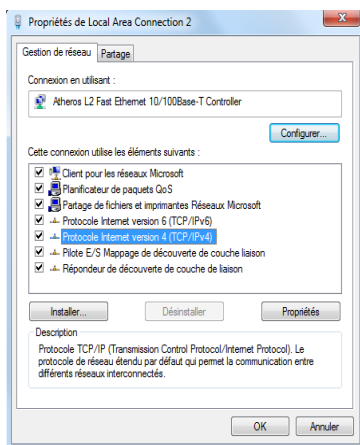 Propriétés de Local Area Connection 2
Gestion de réseau Partage
Connexion en utilisant :
Atheros L2 Fast Ethernet 10/100Base-T Controller
Configurer...
Cette connexion utilise les éléments suivants :
Client pour les réseaux Microsoft
Planificateur de paquets QoS
Partage de fichiers et imprimantes Réseaux Microsoft
Protocole Internet version 6 (TCP/IPv6)
Protocole Internet version 4 (TCP/IPv4)
Pilote E/S Mappage de découverte de couche liaison
Répondeur de découverte de couche de liaison
Installer... Désinstaller Propriétés
Description
Protocole TCP/IP (Transmission Control Protocol/Internet Protocol). Le
protocole de réseau étendu par défaut qui permet la communication entre
différents réseaux interconnectés.
OK Annuler